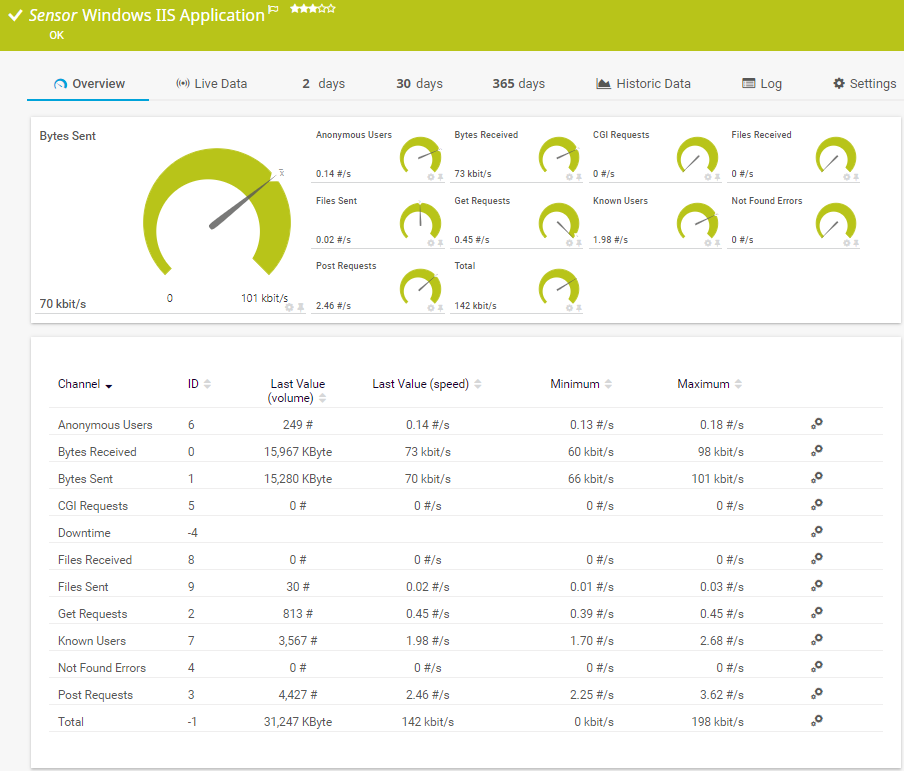 Sensor Windows IIS Application
OK
Overview Live Data 2 days 30 days 365 days Historic Data Log Settings
Bytes Sent
x
0
101 kbit/s
70 kbit/s
Anonymous Users
0.14 #/s
Bytes Received
73 kbit/s
CGI Requests
0 #/s
Files Received
0 #/s
Files Sent
0.02 #/s
Get Requests
0.45 #/s
Known Users
1.98 #/s
Not Found Errors
0 #/s
Post Requests
2.46 #/s
Total
142 kbit/s
Channel ID Last Value (volume) Last Value (speed) Minimum Maximum
Anonymous Users 6 249 # 0.14 #/s 0.13 #/s 0.18 #/s
Bytes Received 0 15,967 KByte 73 kbit/s 60 kbit/s 98 kbit/s
Bytes Sent 1 15,280 KByte 70 kbit/s 66 kbit/s 101 kbit/s
CGI Requests 5 0 # 0 #/s 0 #/s 0 #/s
Downtime -4
Files Received 8 0 # 0 #/s 0 #/s 0 #/s
Files Sent 9 30 # 0.02 #/s 0.01 #/s 0.03 #/s
Get Requests 2 813 # 0.45 #/s 0.39 #/s 0.45 #/s
Known Users 7 3,567 # 1.98 #/s 1.70 #/s 2.68 #/s
Not Found Errors 4 0 # 0 #/s 0 #/s 0 #/s
Post Requests 3 4,427 # 2.46 #/s 2.25 #/s 3.62 #/s
Total -1 31,247 KByte 142 kbit/s 0 kbit/s 198 kbit/s